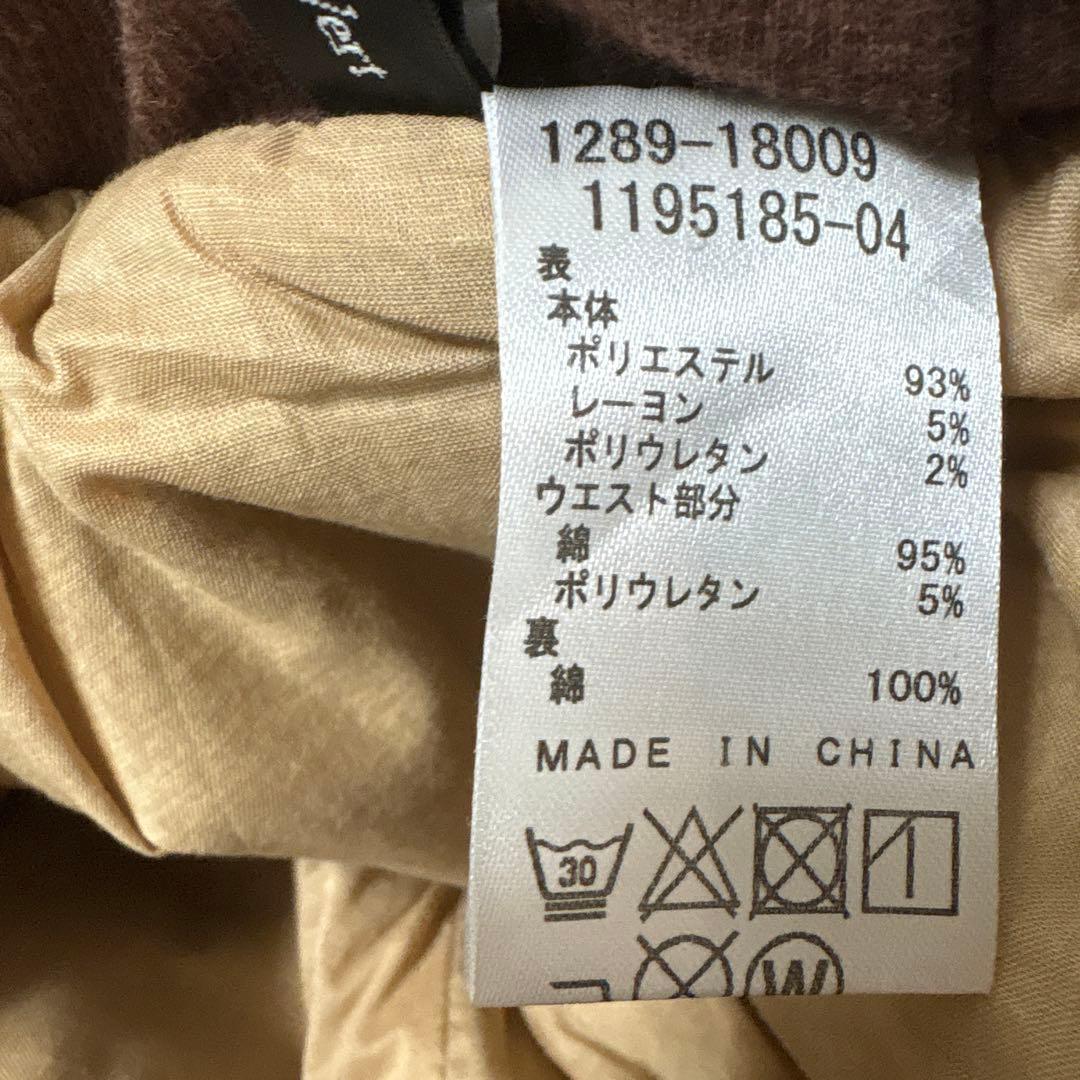 1289-18009
1195185-04
表
本体
ポリエステル 93%
レーヨン 5%
ポリウレタン 2%
ウエスト部分
綿 95%
ポリウレタン 5%
裏
綿 100%
MADE IN CHINA
30
W